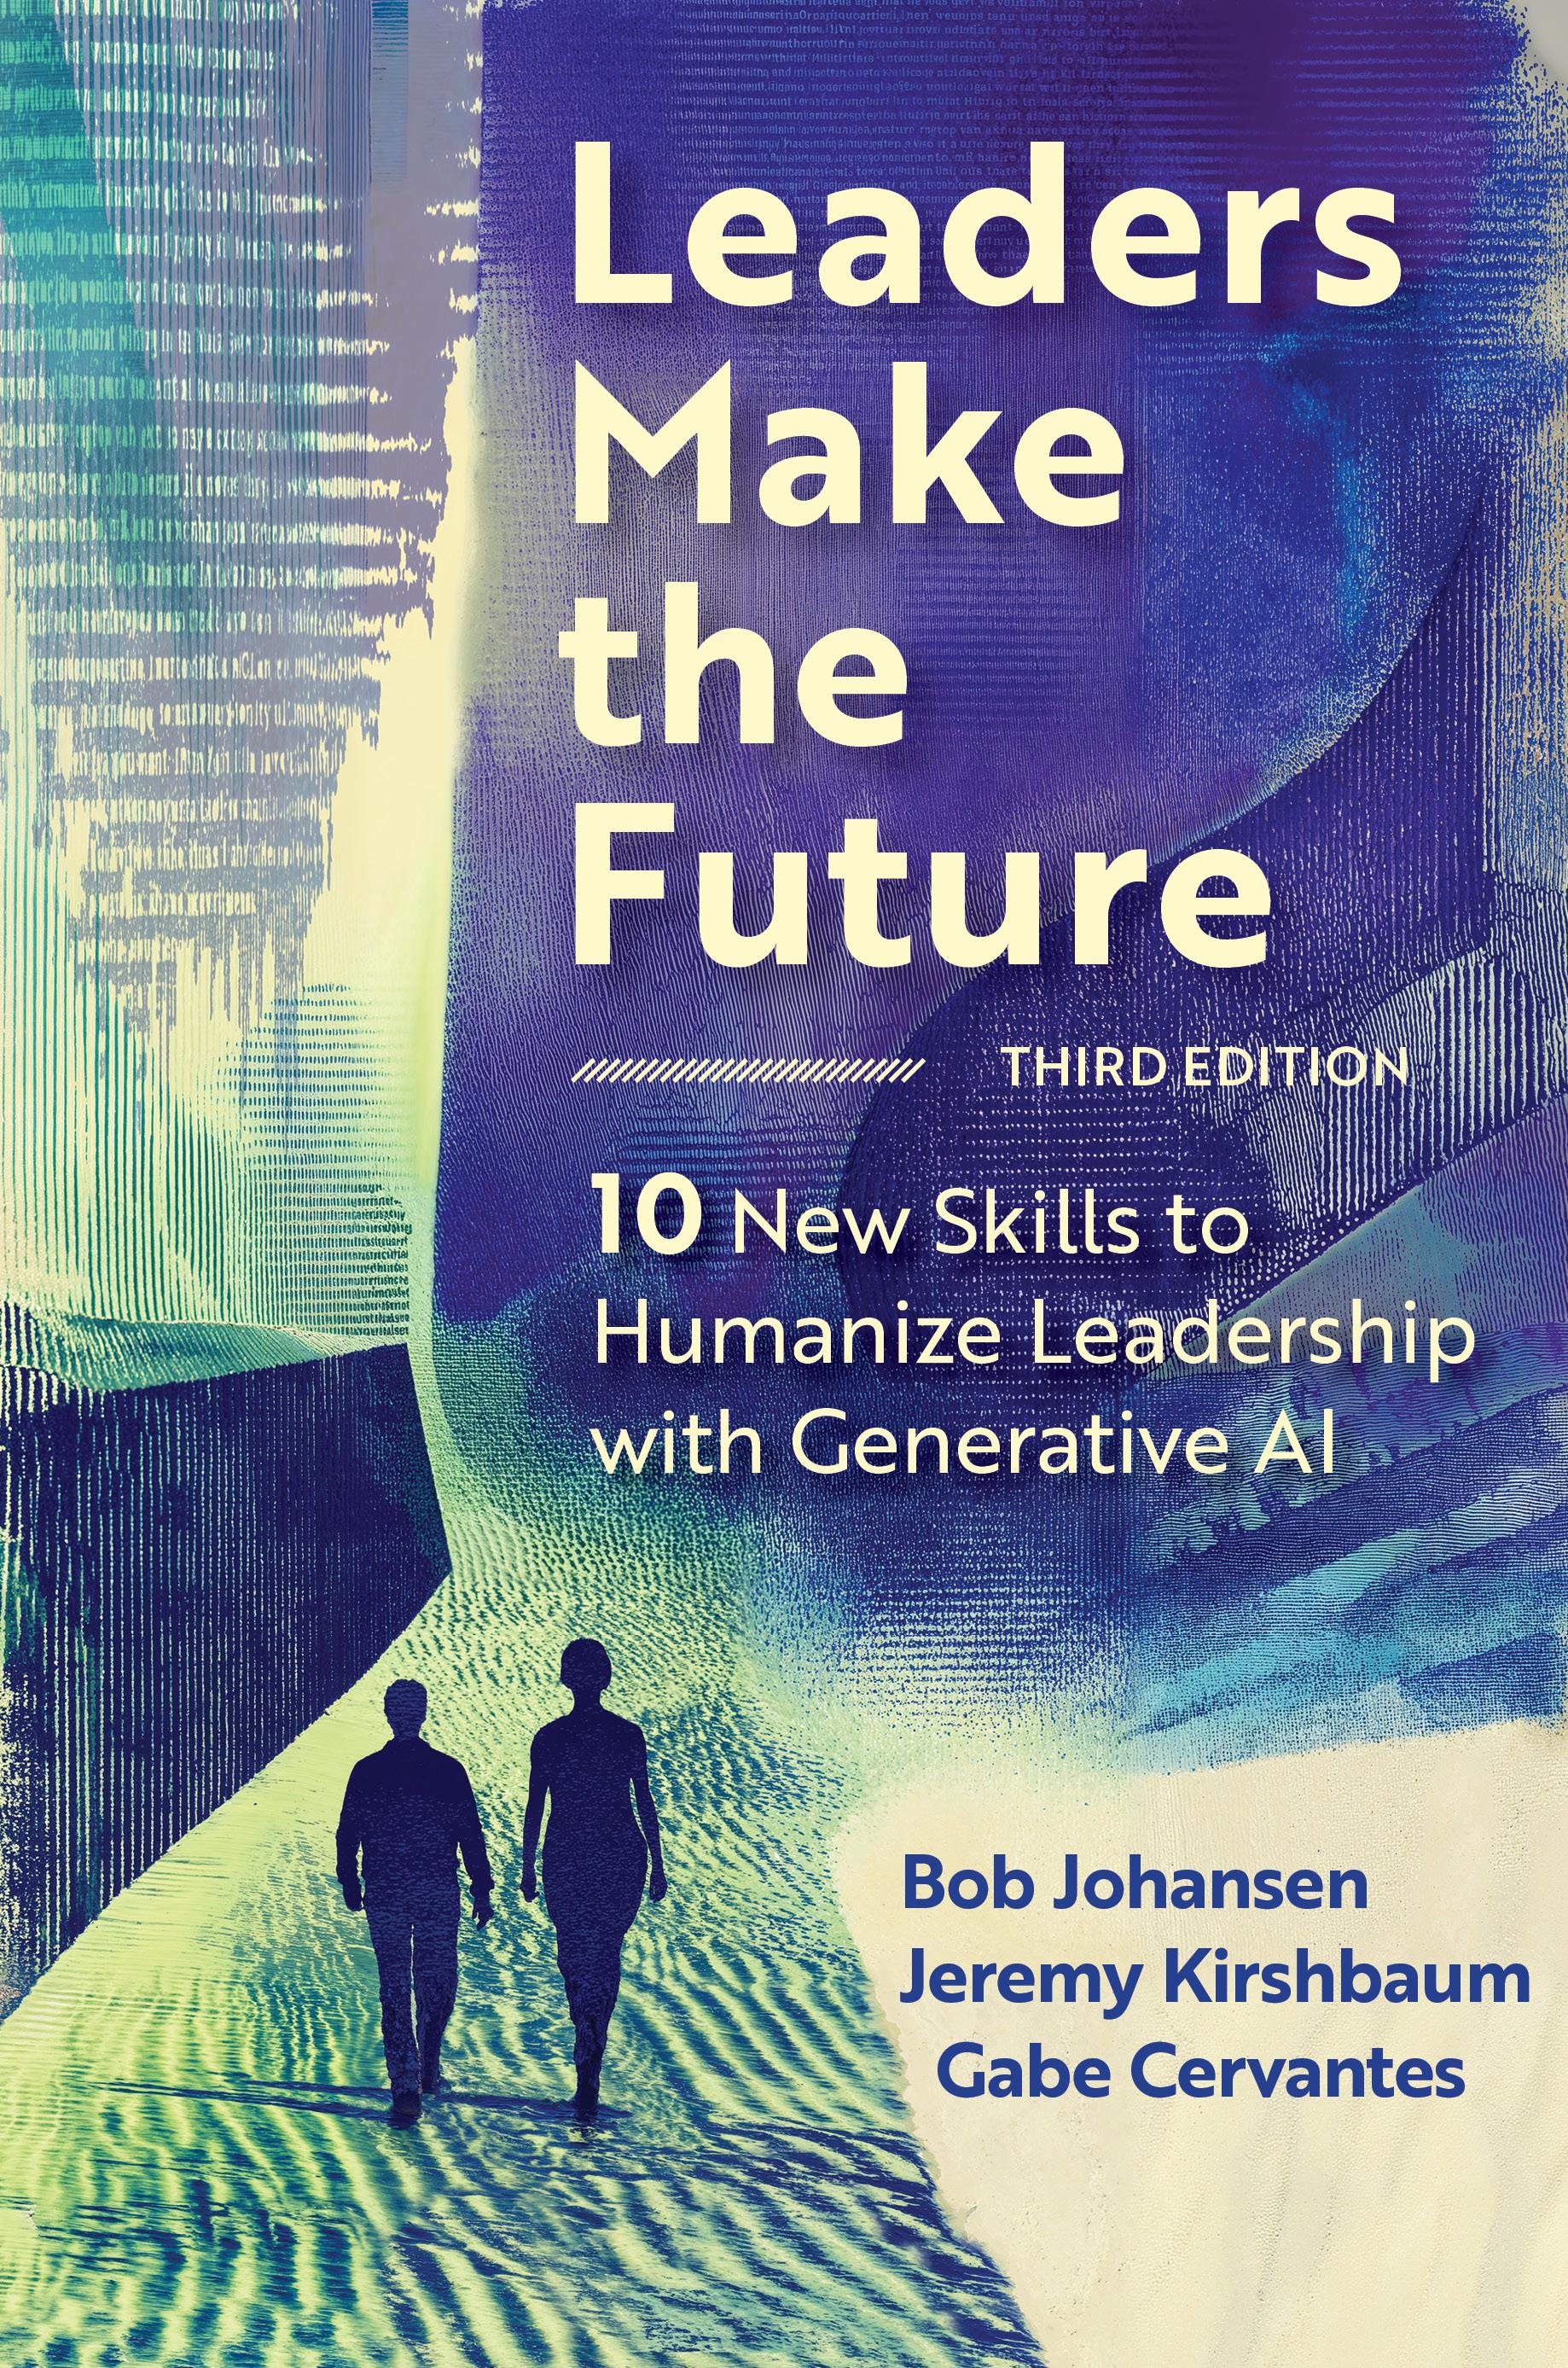 Leaders
Make
the
Future
THIRD EDITION
10 New Skills to
Humanize Leadership
with Generative AI
Bob Johansen
Jeremy Kirshbaum
Gabe Cervantes